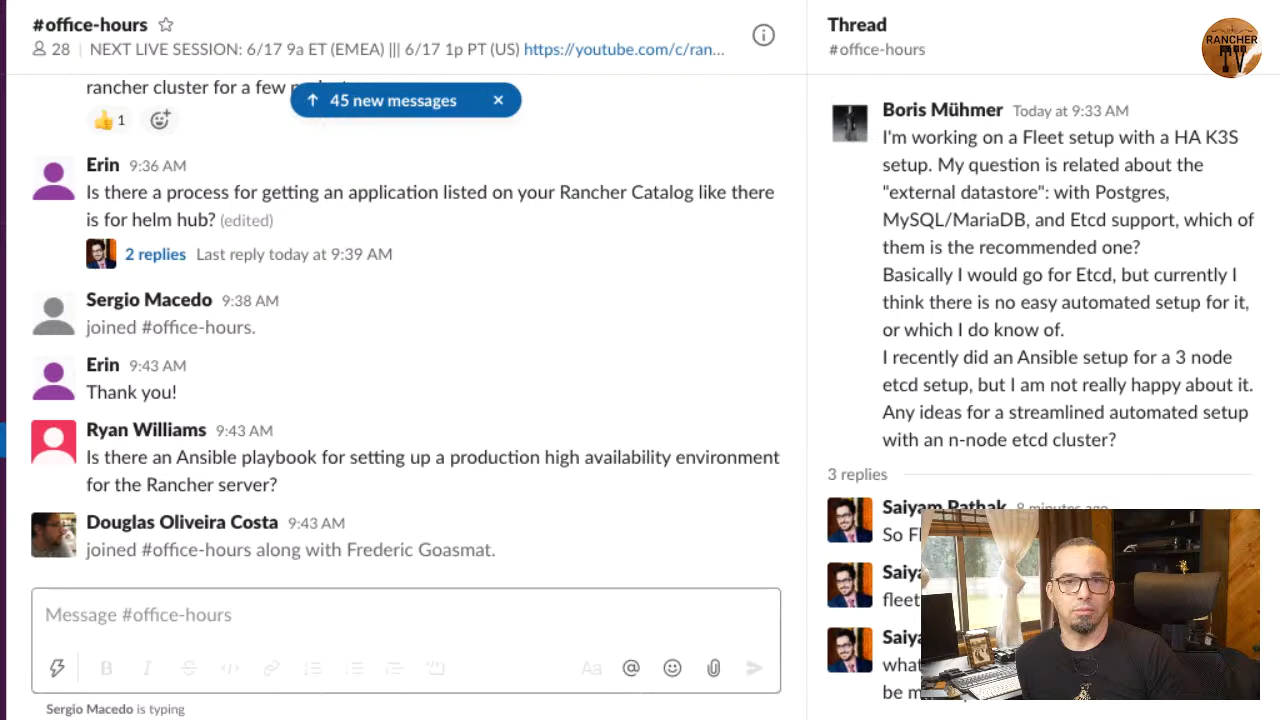 #office-hours
28 | NEXT LIVE SESSION: 6/17 9a ET (EMEA) ||| 6/17 1p PT (US) https://youtube.com/c/ran...
rancher cluster for a few
45 new messages
1
Erin 9:36 AM
Is there a process for getting an application listed on your Rancher Catalog like there
is for helm hub? (edited)
2 replies Last reply today at 9:39 AM
Sergio Macedo 9:38 AM
joined #office-hours.
Erin 9:43 AM
Thank you!
Ryan Williams 9:43 AM
Is there an Ansible playbook for setting up a production high availability environment
for the Rancher server?
Douglas Oliveira Costa 9:43 AM
joined #office-hours along with Frederic Goasmat.
Message #office-hours
Aa
Sergio Macedo is typing
Thread
#office-hours
RANCHER
TV
Boris Mühmer Today at 9:33 AM
I'm working on a Fleet setup with a HA K3S
setup. My question is related about the
"external datastore": with Postgres,
MySQL/MariaDB, and Etcd support, which of
them is the recommended one?
Basically I would go for Etcd, but currently I
think there is no easy automated setup for it,
or which I do know of.
I recently did an Ansible setup for a 3 node
etcd setup, but I am not really happy about it.
Any ideas for a streamlined automated setup
with an n-node etcd cluster?
3 replies
Saiyam Pathak 8 minutes ago
So
fleet
what
be